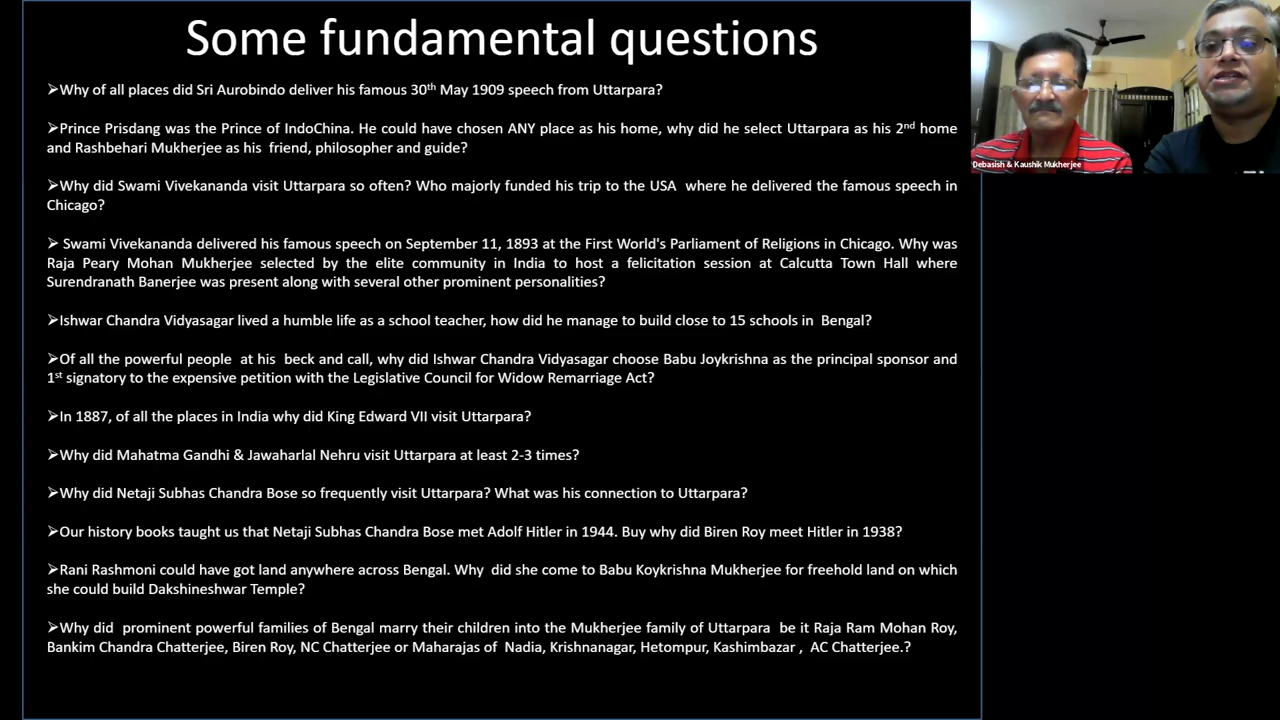 Some fundamental questions
➢Why of all places did Sri Aurobindo deliver his famous 30th May 1909 speech from Uttarpara?
➢Prince Prisdang was the Prince of IndoChina. He could have chosen ANY place as his home, why did he select Uttarpara as his 2nd home
and Rashbehari Mukherjee as his friend, philosopher and guide?
➢Why did Swami Vivekananda visit Uttarpara so often? Who majorly funded his trip to the USA where he delivered the famous speech in
Chicago?
➢ Swami Vivekananda delivered his famous speech on September 11, 1893 at the First World's Parliament of Religions in Chicago. Why was
Raja Peary Mohan Mukherjee selected by the elite community in India to host a felicitation session at Calcutta Town Hall where
Surendranath Banerjee was present along with several other prominent personalities?
➢Ishwar Chandra Vidyasagar lived a humble life as a school teacher, how did he manage to build close to 15 schools in Bengal?
➢Of all the powerful people at his beck and call, why did Ishwar Chandra Vidyasagar choose Babu Joykrishna as the principal sponsor and
1st signatory to the expensive petition with the Legislative Council for Widow Remarriage Act?
➢In 1887, of all the places in India why did King Edward VII visit Uttarpara?
➢Why did Mahatma Gandhi & Jawaharlal Nehru visit Uttarpara at least 2-3 times?
➢Why did Netaji Subhas Chandra Bose so frequently visit Uttarpara? What was his connection to Uttarpara?
➢Our history books taught us that Netaji Subhas Chandra Bose met Adolf Hitler in 1944. Buy why did Biren Roy meet Hitler in 1938?
➢Rani Rashmoni could have got land anywhere across Bengal. Why did she come to Babu Koykrishna Mukherjee for freehold land on which
she could build Dakshineshwar Temple?
➢Why did prominent powerful families of Bengal marry their children into the Mukherjee family of Uttarpara be it Raja Ram Mohan Roy,
Bankim Chandra Chatterjee, Biren Roy, NC Chatterjee or Maharajas of Nadia, Krishnanagar, Hetompur, Kashimbazar , AC Chatterjee.?
Debasish & Kaushik Mukherjee